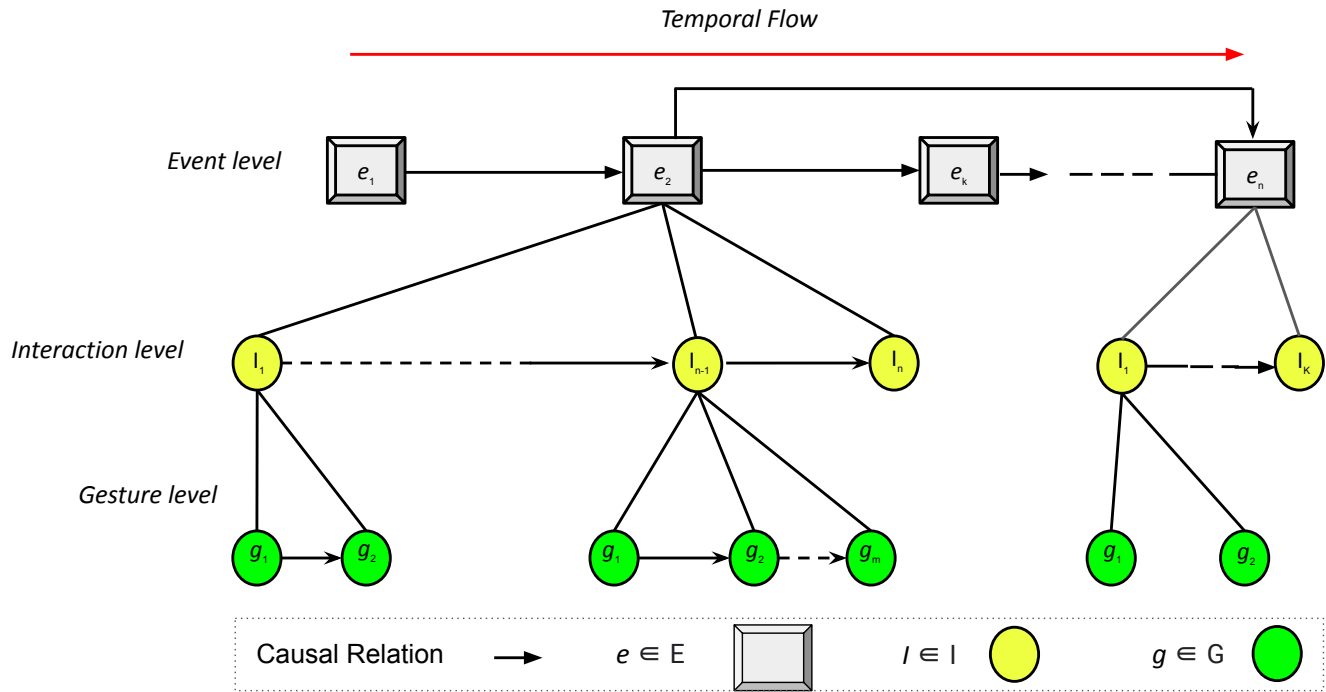 Temporal Flow
Event level
e₁ e₂ eₖ eₙ
Interaction level
I₁ Iₙ₋₁ Iₙ I₁ I_K
Gesture level
g₁ g₂ g₁ g₂ gₘ g₁ g₂
Causal Relation e ∈ E I ∈ I g ∈ G